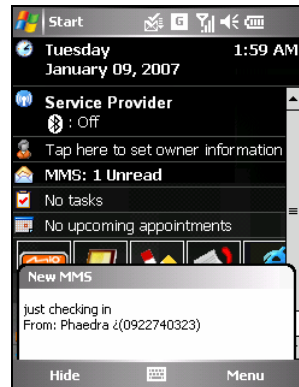 Start
G
Tuesday 1:59 AM
January 09, 2007
Service Provider
: Off
Tap here to set owner information
MMS: 1 Unread
No tasks
No upcoming appointments
New MMS
just checking in
From: Phaedra ¿(0922740323)
Hide Menu